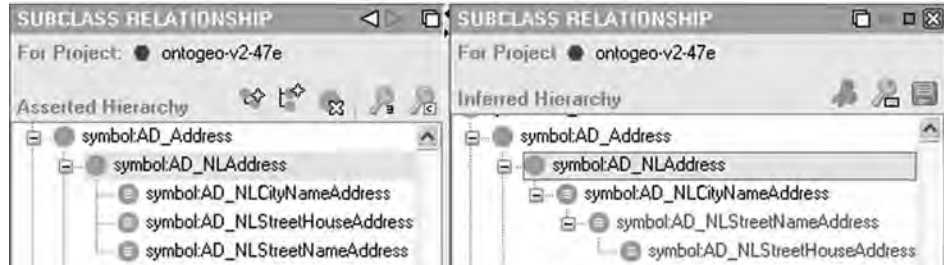 SUBCLASS RELATIONSHIP
For Project: ontogeo-v2-47e
Asserted Hierarchy
symbol:AD_Address
symbol:AD_NLAddress
symbol:AD_NLCityNameAddress
symbol:AD_NLStreetHouseAddress
symbol:AD_NLStreetNameAddress
SUBCLASS RELATIONSHIP
For Project ontogeo-v2-47e
Inferred Hierarchy
symbol:AD_Address
symbol:AD_NLAddress
symbol:AD_NLCityNameAddress
symbol:AD_NLStreetNameAddress
symbol:AD_NLStreetHouseAddress